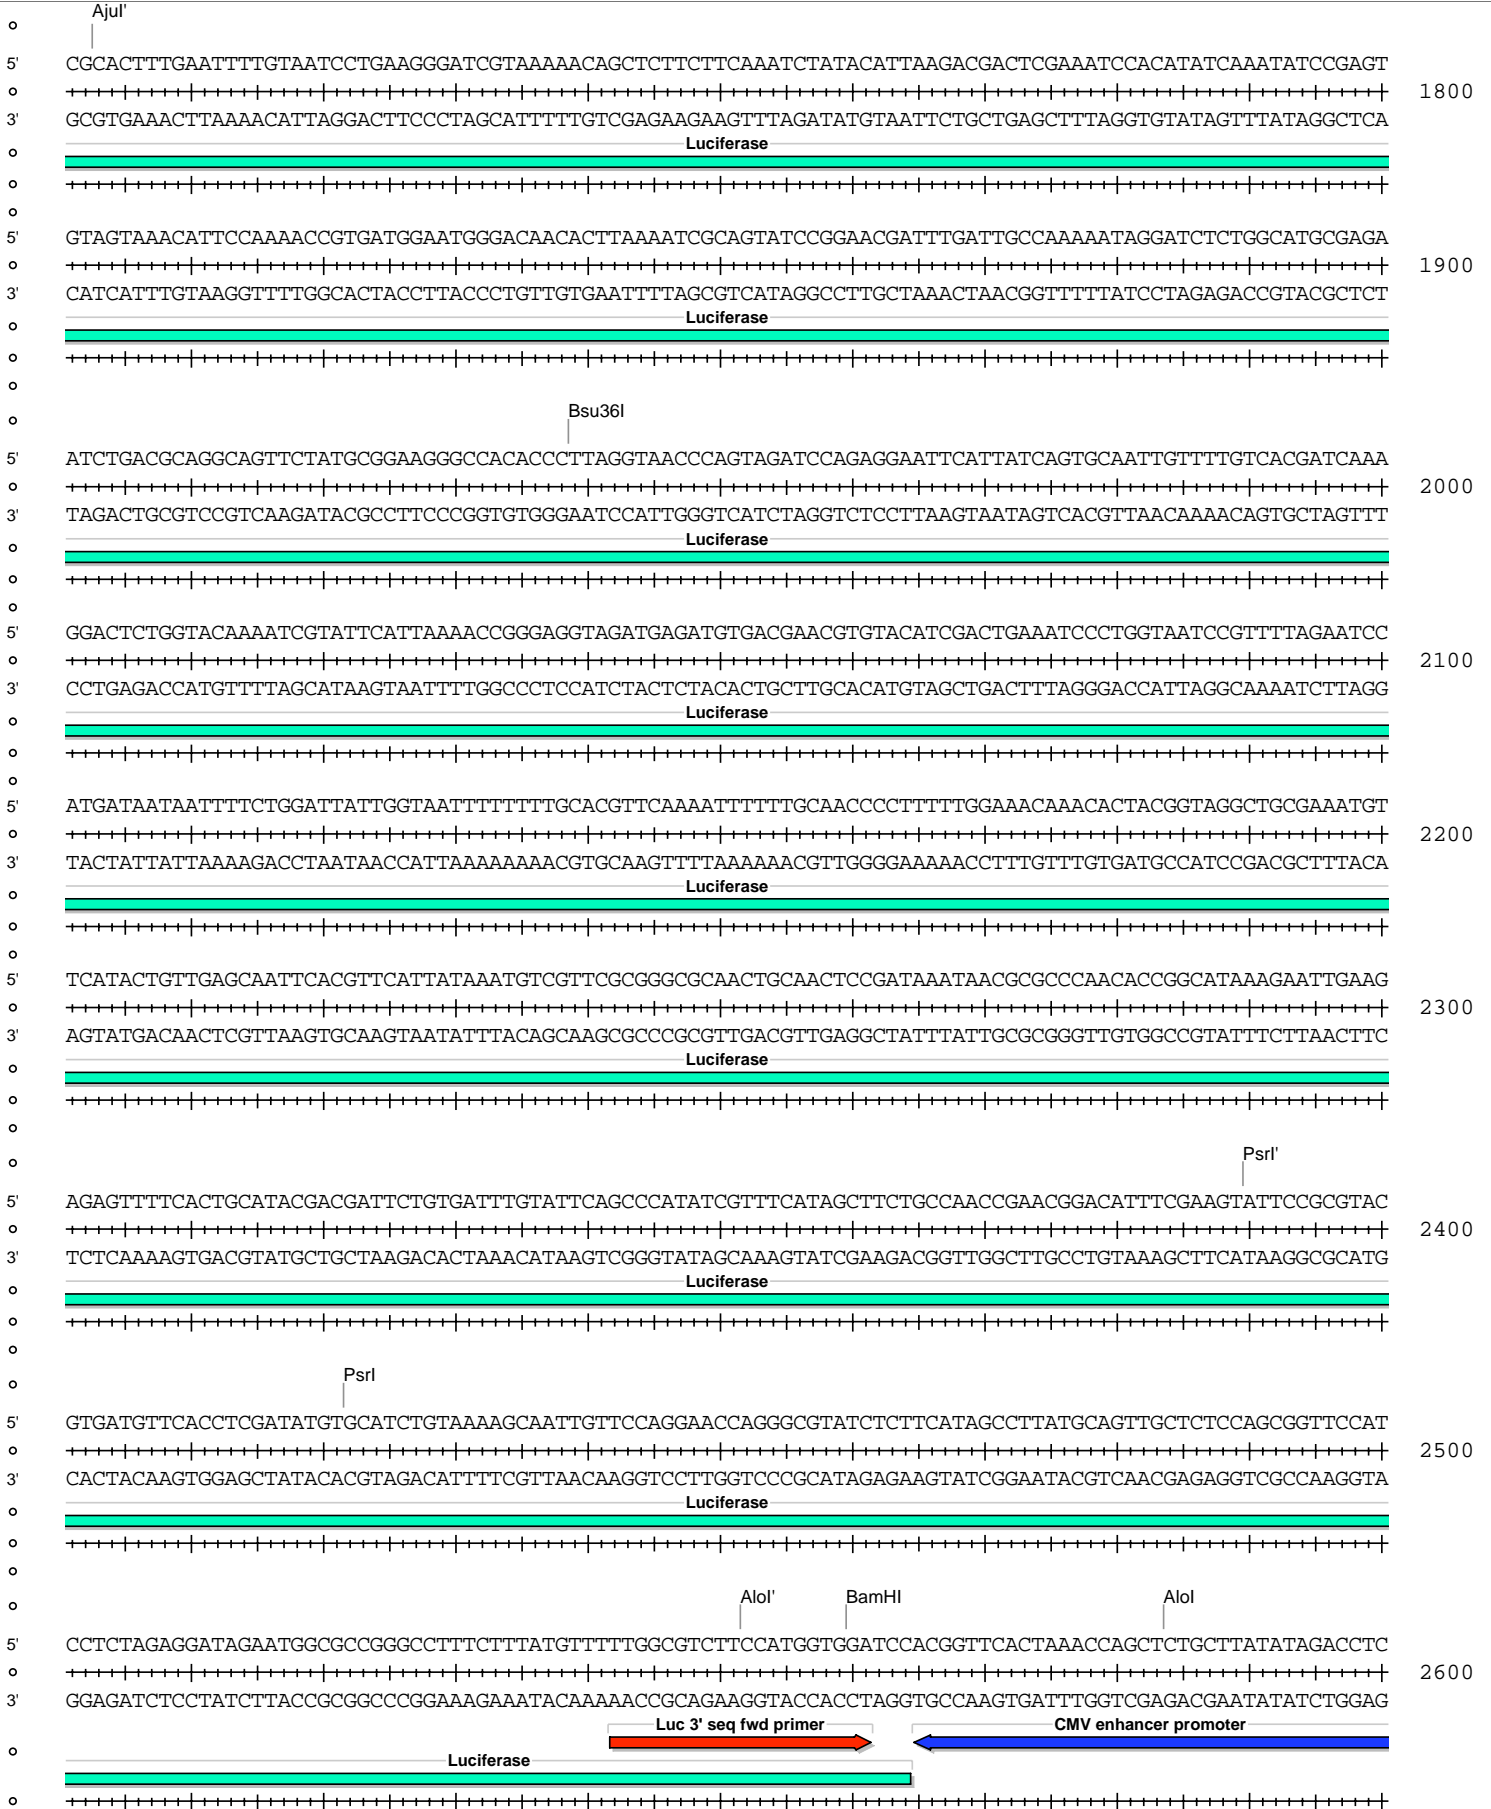 AjuI'
5' CGCACTTTGAATTTTGTAATCCTGAAGGGATCGTAAAAACAGCTCTTCTTCAAATCTATACATTAAGACGACTCGAAATCCACATATCAAATATCCGAGT
1800
3' GCGTGAAACTTAAAACATTAGGACTTCCCTAGCATTTTTGTCGAGAAGAAGTTTAGATATGTAATTCTGCTGAGCTTTAGGTGTATAGTTTATAGGCTCA
Luciferase
5' GTAGTAAACATTCCAAAACCGTGATGGAATGGGACAACACTTAAAATCGCAGTATCCGGAACGATTTGATTGCCAAAAATAGGATCTCTGGCATGCGAGA
1900
3' CATCATTTGTAAGGTTTTGGCACTACCTTACCCTGTTGTGAATTTTAGCGTCATAGGCCTTGCTAAACTAACGGTTTTTATCCTAGAGACCGTACGCTCT
Luciferase
Bsu36I
5' ATCTGACGCAGGCAGTTCTATGCGGAAGGGCCACACCCTTAGGTAACCCAGTAGATCCAGAGGAATTCATTATCAGTGCAATTGTTTTGTCACGATCAAA
2000
3' TAGACTGCGTCCGTCAAGATACGCCTTCCCGGTGTGGGAATCCATTGGGTCATCTAGGTCTCCTTAAGTAATAGTCACGTTAACAAAACAGTGCTAGTTT
Luciferase
5' GGACTCTGGTACAAAATCGTATTCATTAAAACCGGGAGGTAGATGAGATGTGACGAACGTGTACATCGACTGAAATCCCTGGTAATCCGTTTTAGAATCC
2100
3' CCTGAGACCATGTTTTAGCATAAGTAATTTTGGCCCTCCATCTACTCTACACTGCTTGCACATGTAGCTGACTTTAGGGACCATTAGGCAAAATCTTAGG
Luciferase
5' ATGATAATAATTTTCTGGATTATTGGTAATTTTTTTTGCACGTTCAAAATTTTTTGCAACCCCTTTTTGGAAACAAACACTACGGTAGGCTGCGAAATGT
2200
3' TACTATTATTAAAAGACCTAATAACCATTAAAAAAAACGTGCAAGTTTTAAAAAACGTTGGGGAAAAACCTTTGTTTGTGATGCCATCCGACGCTTTACA
Luciferase
5' TCATACTGTTGAGCAATTCACGTTCATTATAAATGTCGTTCGCGGGCGCAACTGCAACTCCGATAAATAACGCGCCCAACACCGGCATAAAGAATTGAAG
2300
3' AGTATGACAACTCGTTAAGTGCAAGTAATATTTACAGCAAGCGCCCGCGTTGACGTTGAGGCTATTTATTGCGCGGGTTGTGGCCGTATTTCTTAACTTC
Luciferase
PsrI'
5' AGAGTTTTCACTGCATACGACGATTCTGTGATTTGTATTCAGCCCATATCGTTTCATAGCTTCTGCCAACCGAACGGACATTTCGAAGTATTCCGCGTAC
2400
3' TCTCAAAAGTGACGTATGCTGCTAAGACACTAAACATAAGTCGGGTATAGCAAAGTATCGAAGACGGTTGGCTTGCCTGTAAAGCTTCATAAGGCGCATG
Luciferase
PsrI
5' GTGATGTTCACCTCGATATGTGCATCTGTAAAAGCAATTGTTCCAGGAACCAGGGCGTATCTCTTCATAGCCTTATGCAGTTGCTCTCCAGCGGTTCCAT
2500
3' CACTACAAGTGGAGCTATACACGTAGACATTTTCGTTAACAAGGTCCTTGGTCCCGCATAGAGAAGTATCGGAATACGTCAACGAGAGGTCGCCAAGGTA
Luciferase
AloI' BamHI AloI
5' CCTCTAGAGGATAGAATGGCGCCGGGCCTTTCTTTATGTTTTTGGCGTCTTCCATGGTGGATCCACGGTTCACTAAACCAGCTCTGCTTATATAGACCTC
2600
3' GGAGATCTCCTATCTTACCGCGGCCCGGAAAGAAATACAAAAACCGCAGAAGGTACCACCTAGGTGCCAAGTGATTTGGTCGAGACGAATATATCTGGAG
Luc 3' seq fwd primer CMV enhancer promoter
Luciferase